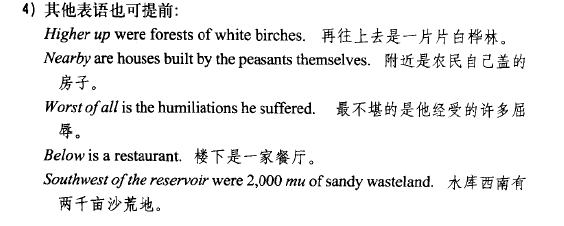 4）其他表语也可提前:
Higher up were forests of white birches. 再往上去是一片片白桦林。
Nearby are houses built by the peasants themselves. 附近是农民自己盖的
房子。
Worst of all is the humiliations he suffered. 最不堪的是他经受的许多屈
辱。
Below is a restaurant. 楼下是一家餐厅。
Southwest of the reservoir were 2,000 mu of sandy wasteland. 水库西南有
两千亩沙荒地。